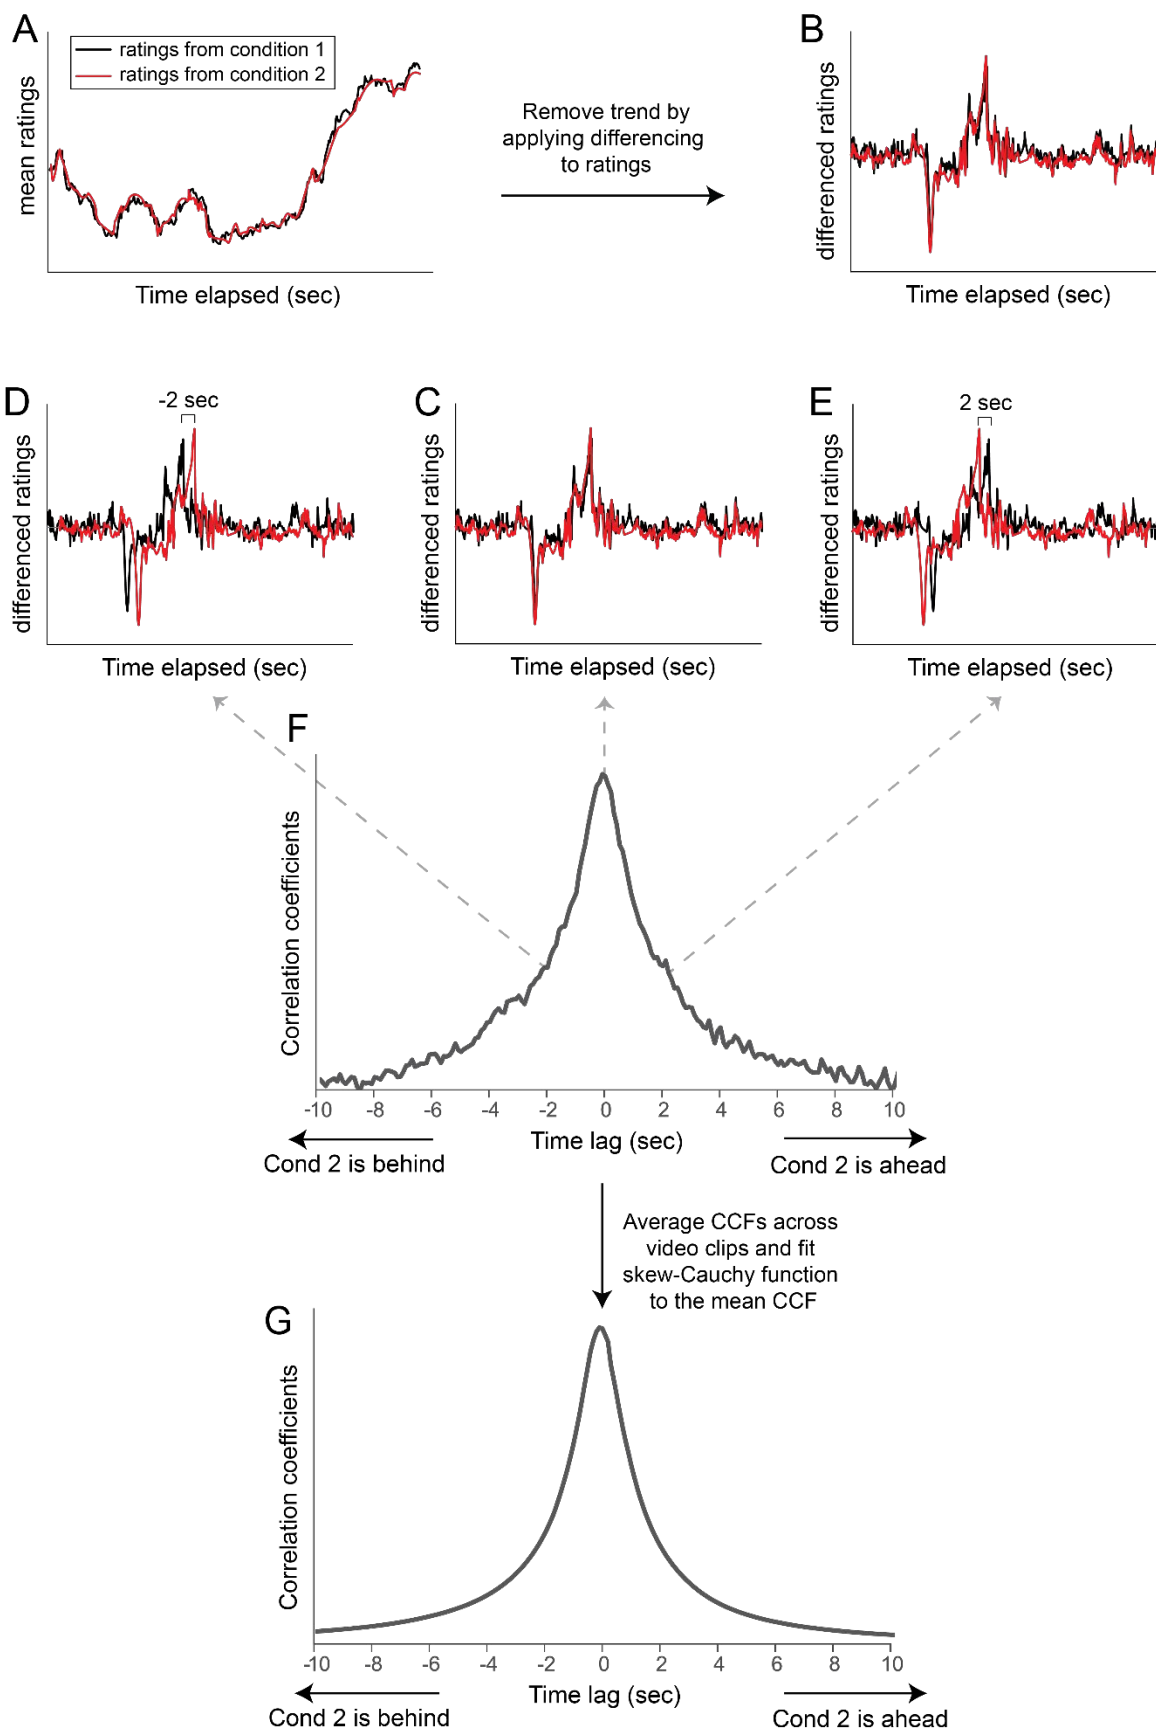 A
ratings from condition 1
ratings from condition 2
mean ratings
Time elapsed (sec)
Remove trend by
applying differencing
to ratings
B
differenced ratings
Time elapsed (sec)
D
-2 sec
differenced ratings
Time elapsed (sec)
C
differenced ratings
Time elapsed (sec)
E
2 sec
differenced ratings
Time elapsed (sec)
F
Correlation coefficients
-10 -8 -6 -4 -2 0 2 4 6 8 10
Time lag (sec)
Cond 2 is behind
Cond 2 is ahead
Average CCFs across
video clips and fit
skew-Cauchy function
to the mean CCF
G
Correlation coefficients
-10 -8 -6 -4 -2 0 2 4 6 8 10
Time lag (sec)
Cond 2 is behind
Cond 2 is ahead